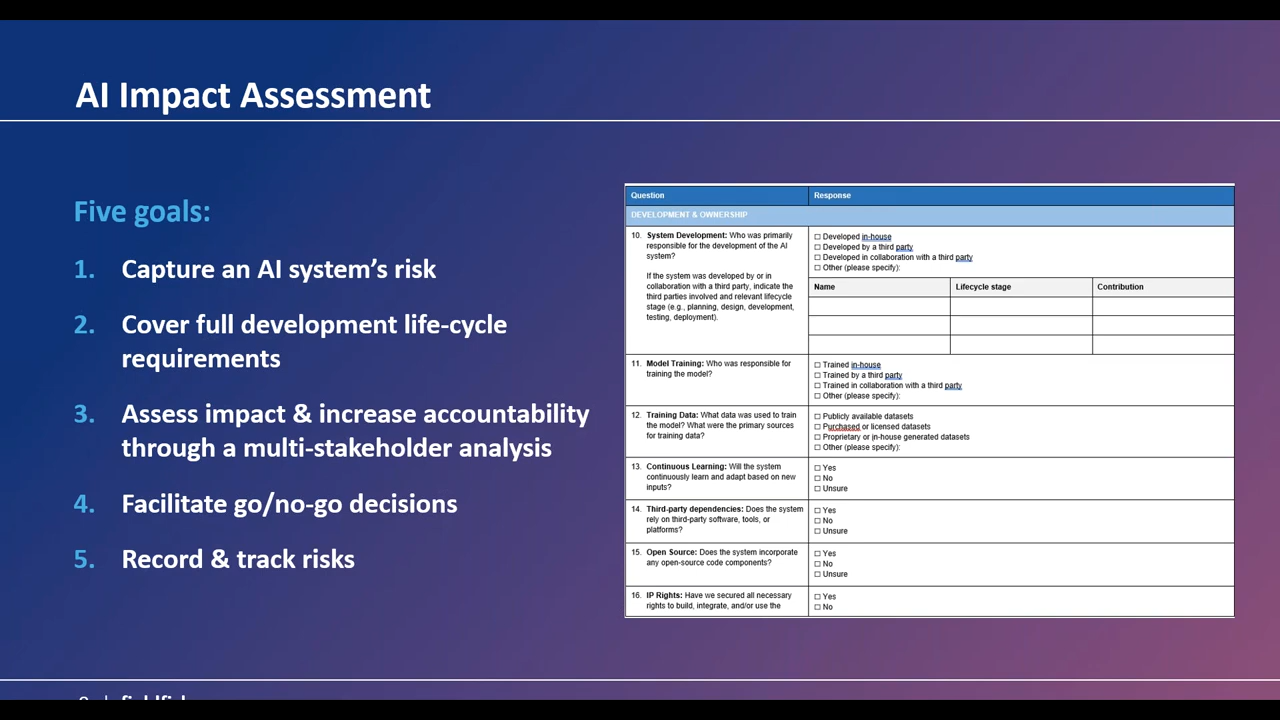 AI Impact Assessment
Five goals:
1. Capture an AI system's risk
2. Cover full development life-cycle
requirements
3. Assess impact & increase accountability
through a multi-stakeholder analysis
4. Facilitate go/no-go decisions
5. Record & track risks
Question Response
DEVELOPMENT & OWNERSHIP
10. System Development: Who was primarily
responsible for the development of the AI
system?
If the system was developed by or in
collaboration with a third party, indicate the
third parties involved and relevant lifecycle
stage (e.g., planning, design, development,
testing, deployment).
☐ Developed in-house
☐ Developed by a third party
☐ Developed in collaboration with a third party
☐ Other (please specify):
Name Lifecycle stage Contribution
11. Model Training: Who was responsible for
training the model?
☐ Trained in-house
☐ Trained by a third party
☐ Trained in collaboration with a third party
☐ Other (please specify):
12. Training Data: What data was used to train
the model? What were the primary sources
for training data?
☐ Publicly available datasets
☐ Purchased or licensed datasets
☐ Proprietary or in-house generated datasets
☐ Other (please specify):
13. Continuous Learning: Will the system
continuously learn and adapt based on new
inputs?
☐ Yes
☐ No
☐ Unsure
14. Third-party dependencies: Does the system
rely on third-party software, tools, or
platforms?
☐ Yes
☐ No
☐ Unsure
15. Open Source: Does the system incorporate
any open-source code components?
☐ Yes
☐ No
☐ Unsure
16. IP Rights: Have we secured all necessary
rights to build, integrate, and/or use the
☐ Yes
☐ No